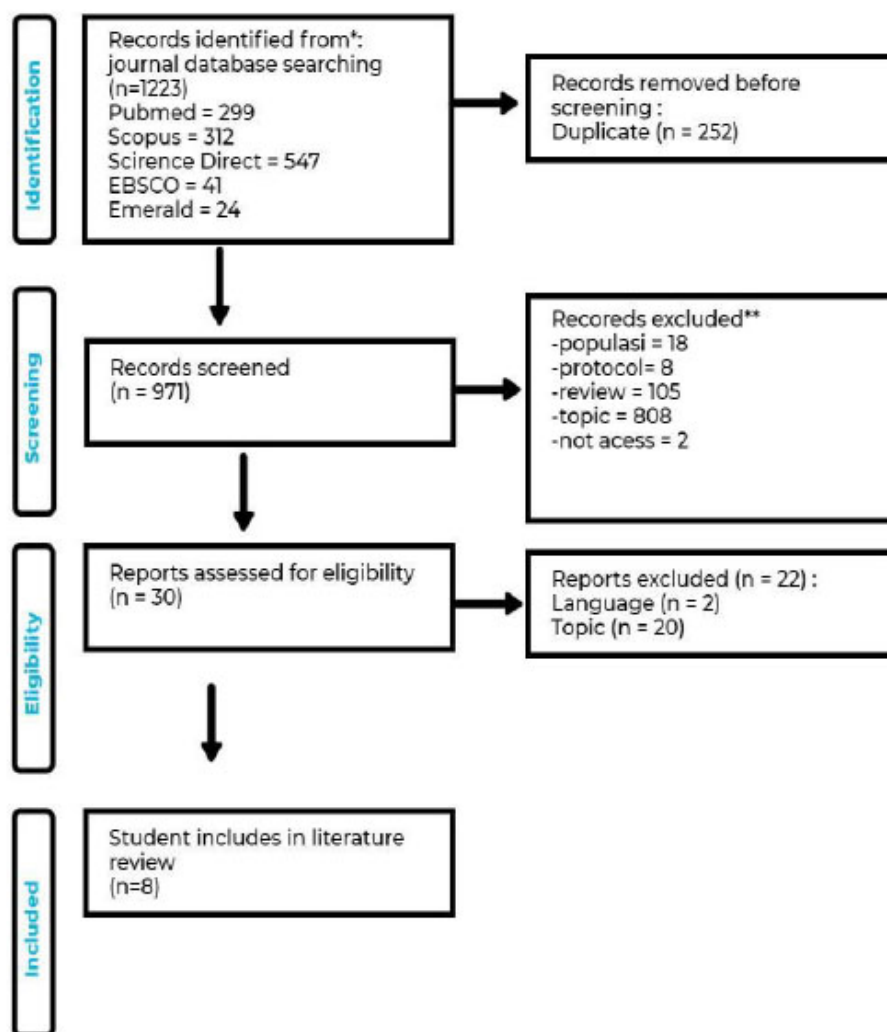 Identification
Records identified from*:
journal database searching
(n=1223)
Pubmed = 299
Scopus = 312
Scirence Direct = 547
EBSCO = 41
Emerald = 24
Records removed before
screening :
Duplicate (n = 252)
Screening
Records screened
(n = 971)
Recoreds excluded**
-populasi = 18
-protocol= 8
-review = 105
-topic = 808
-not acess = 2
Eligibility
Reports assessed for eligibility
(n = 30)
Reports excluded (n = 22) :
Language (n = 2)
Topic (n = 20)
Included
Student includes in literature
review
(n=8)